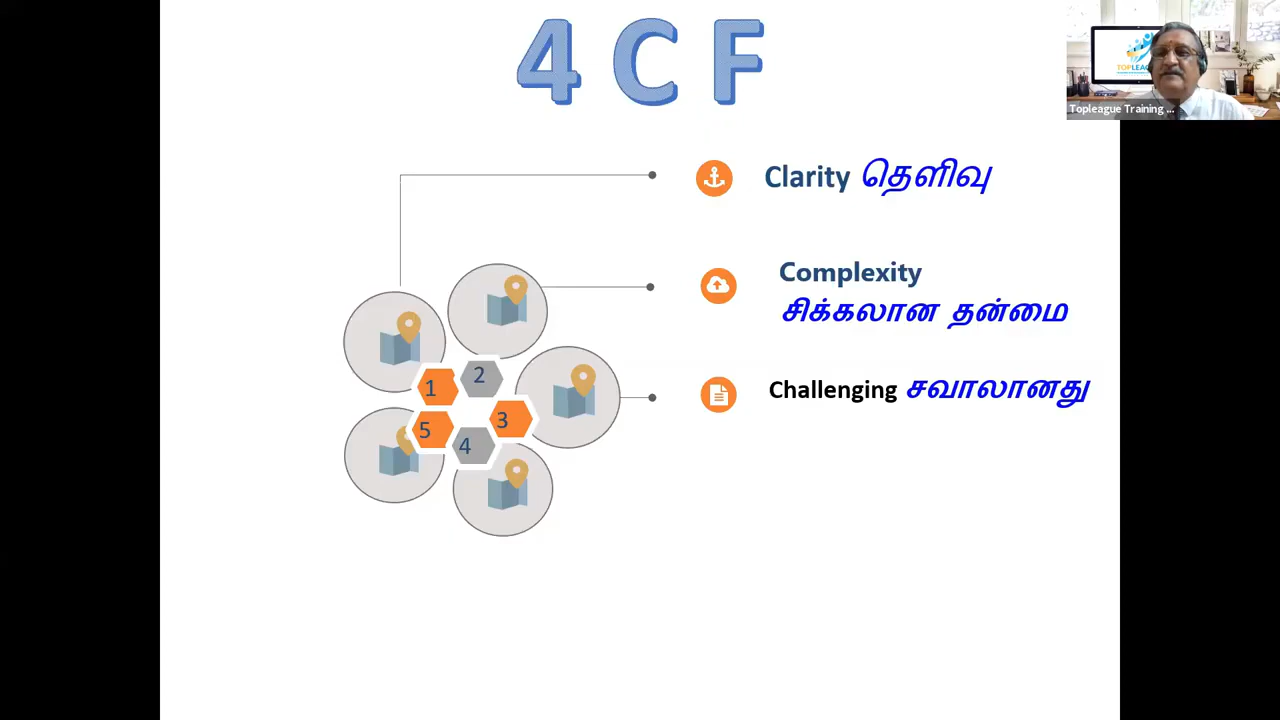 4 C F
Clarity தெளிவு
Complexity
சிக்கலான தன்மை
Challenging சவாலானது
1
2
3
5
4
Topleague Training ...